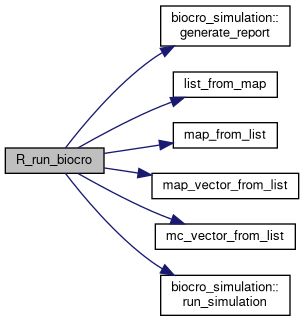 biocro_simulation::
generate_report
list_from_map
R_run_biocro
map_from_list
map_vector_from_list
mc_vector_from_list
biocro_simulation::
run_simulation